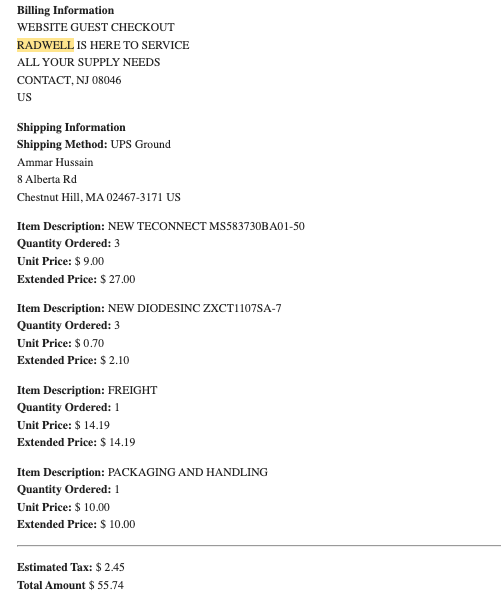 Billing Information
WEBSITE GUEST CHECKOUT
RADWELL IS HERE TO SERVICE
ALL YOUR SUPPLY NEEDS
CONTACT, NJ 08046
US
Shipping Information
Shipping Method: UPS Ground
Ammar Hussain
8 Alberta Rd
Chestnut Hill, MA 02467-3171 US
Item Description: NEW TECONNECT MS583730BA01-50
Quantity Ordered: 3
Unit Price: $ 9.00
Extended Price: $ 27.00
Item Description: NEW DIODESINC ZXCT1107SA-7
Quantity Ordered: 3
Unit Price: $ 0.70
Extended Price: $ 2.10
Item Description: FREIGHT
Quantity Ordered: 1
Unit Price: $ 14.19
Extended Price: $ 14.19
Item Description: PACKAGING AND HANDLING
Quantity Ordered: 1
Unit Price: $ 10.00
Extended Price: $ 10.00
Estimated Tax: $ 2.45
Total Amount $ 55.74